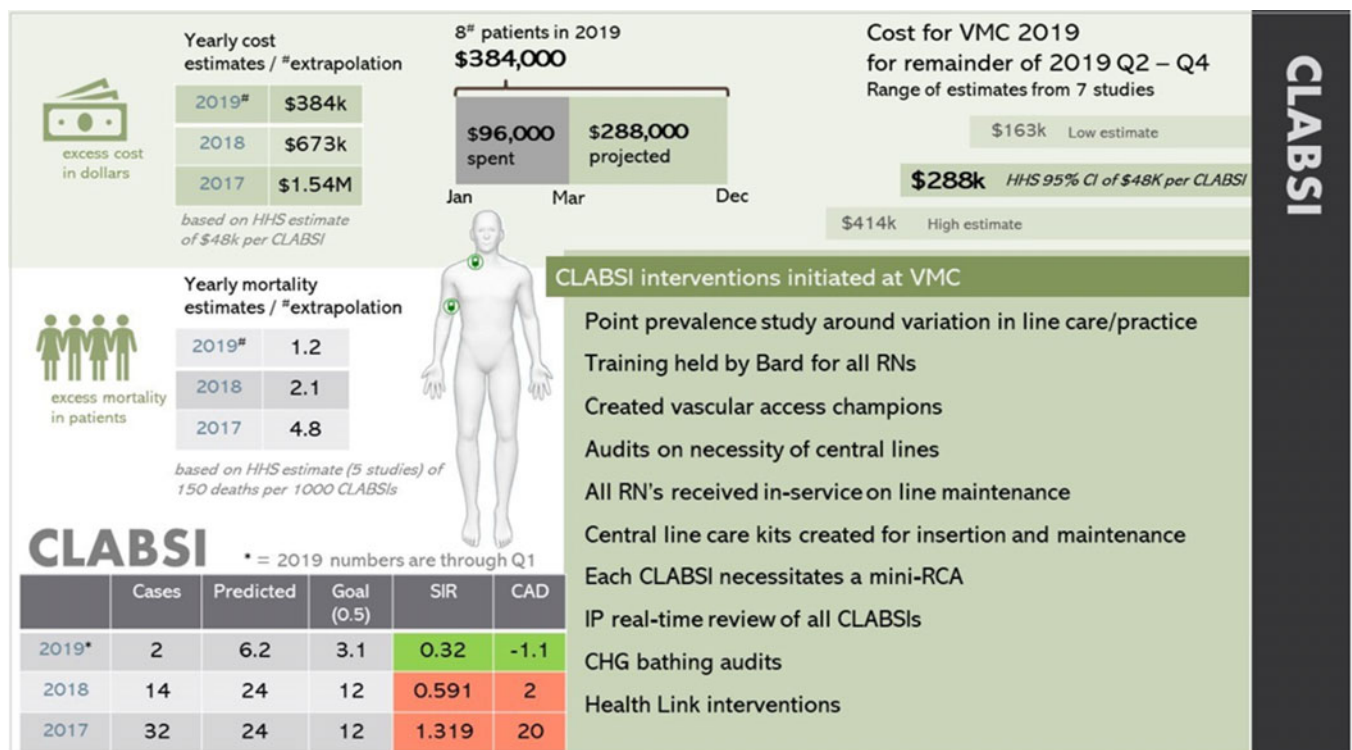 Yearly cost
estimates / #extrapolation
2019# $384k
2018 $673k
2017 $1.54M
based on HHS estimate
of $48k per CLABSI
excess cost
in dollars
8# patients in 2019
$384,000
$96,000
spent
$288,000
projected
Jan Mar Dec
Cost for VMC 2019
for remainder of 2019 Q2 – Q4
Range of estimates from 7 studies
$163k Low estimate
$288k HHS 95% CI of $48K per CLABSI
$414k High estimate
CLABSI
Yearly mortality
estimates / #extrapolation
2019# 1.2
2018 2.1
2017 4.8
excess mortality
in patients
based on HHS estimate (5 studies) of
150 deaths per 1000 CLABSIs
CLABSI interventions initiated at VMC
Point prevalence study around variation in line care/practice
Training held by Bard for all RNs
Created vascular access champions
Audits on necessity of central lines
All RN's received in-service on line maintenance
Central line care kits created for insertion and maintenance
Each CLABSI necessitates a mini-RCA
IP real-time review of all CLABSIs
CHG bathing audits
Health Link interventions
CLABSI * = 2019 numbers are through Q1
Cases Predicted Goal (0.5) SIR CAD
2019* 2 6.2 3.1 0.32 -1.1
2018 14 24 12 0.591 2
2017 32 24 12 1.319 20